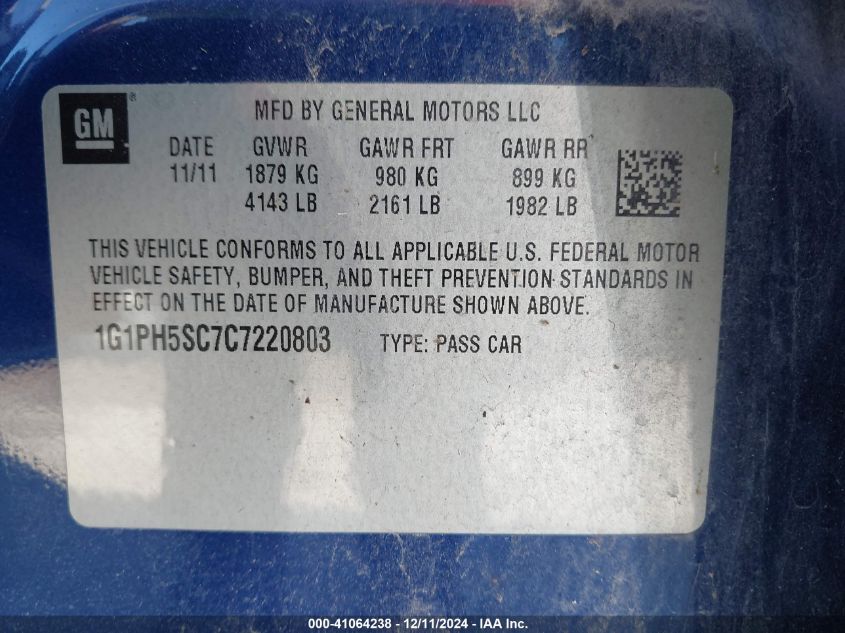 GM®
MFD BY GENERAL MOTORS LLC
DATE GVWR GAWR FRT GAWR RR
11/11 1879 KG 980 KG 899 KG
4143 LB 2161 LB 1982 LB
THIS VEHICLE CONFORMS TO ALL APPLICABLE U.S. FEDERAL MOTOR
VEHICLE SAFETY, BUMPER, AND THEFT PREVENTION STANDARDS IN
EFFECT ON THE DATE OF MANUFACTURE SHOWN ABOVE.
1G1PH5SC7C7220803 TYPE: PASS CAR
000-41064238 - 12/11/2024 - IAA Inc.